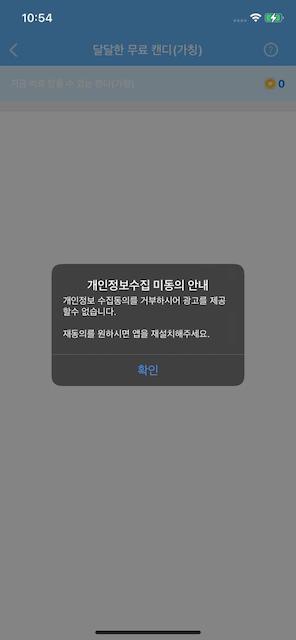 10:54
달달한 무료 캔디(가칭)
?
지금 바로 받을 수 있는 캔디(가칭)
0
개인정보수집 미동의 안내
개인정보 수집동의를 거부하시어 광고를 제공
할수 없습니다.
재동의를 원하시면 앱을 재설치해주세요.
확인